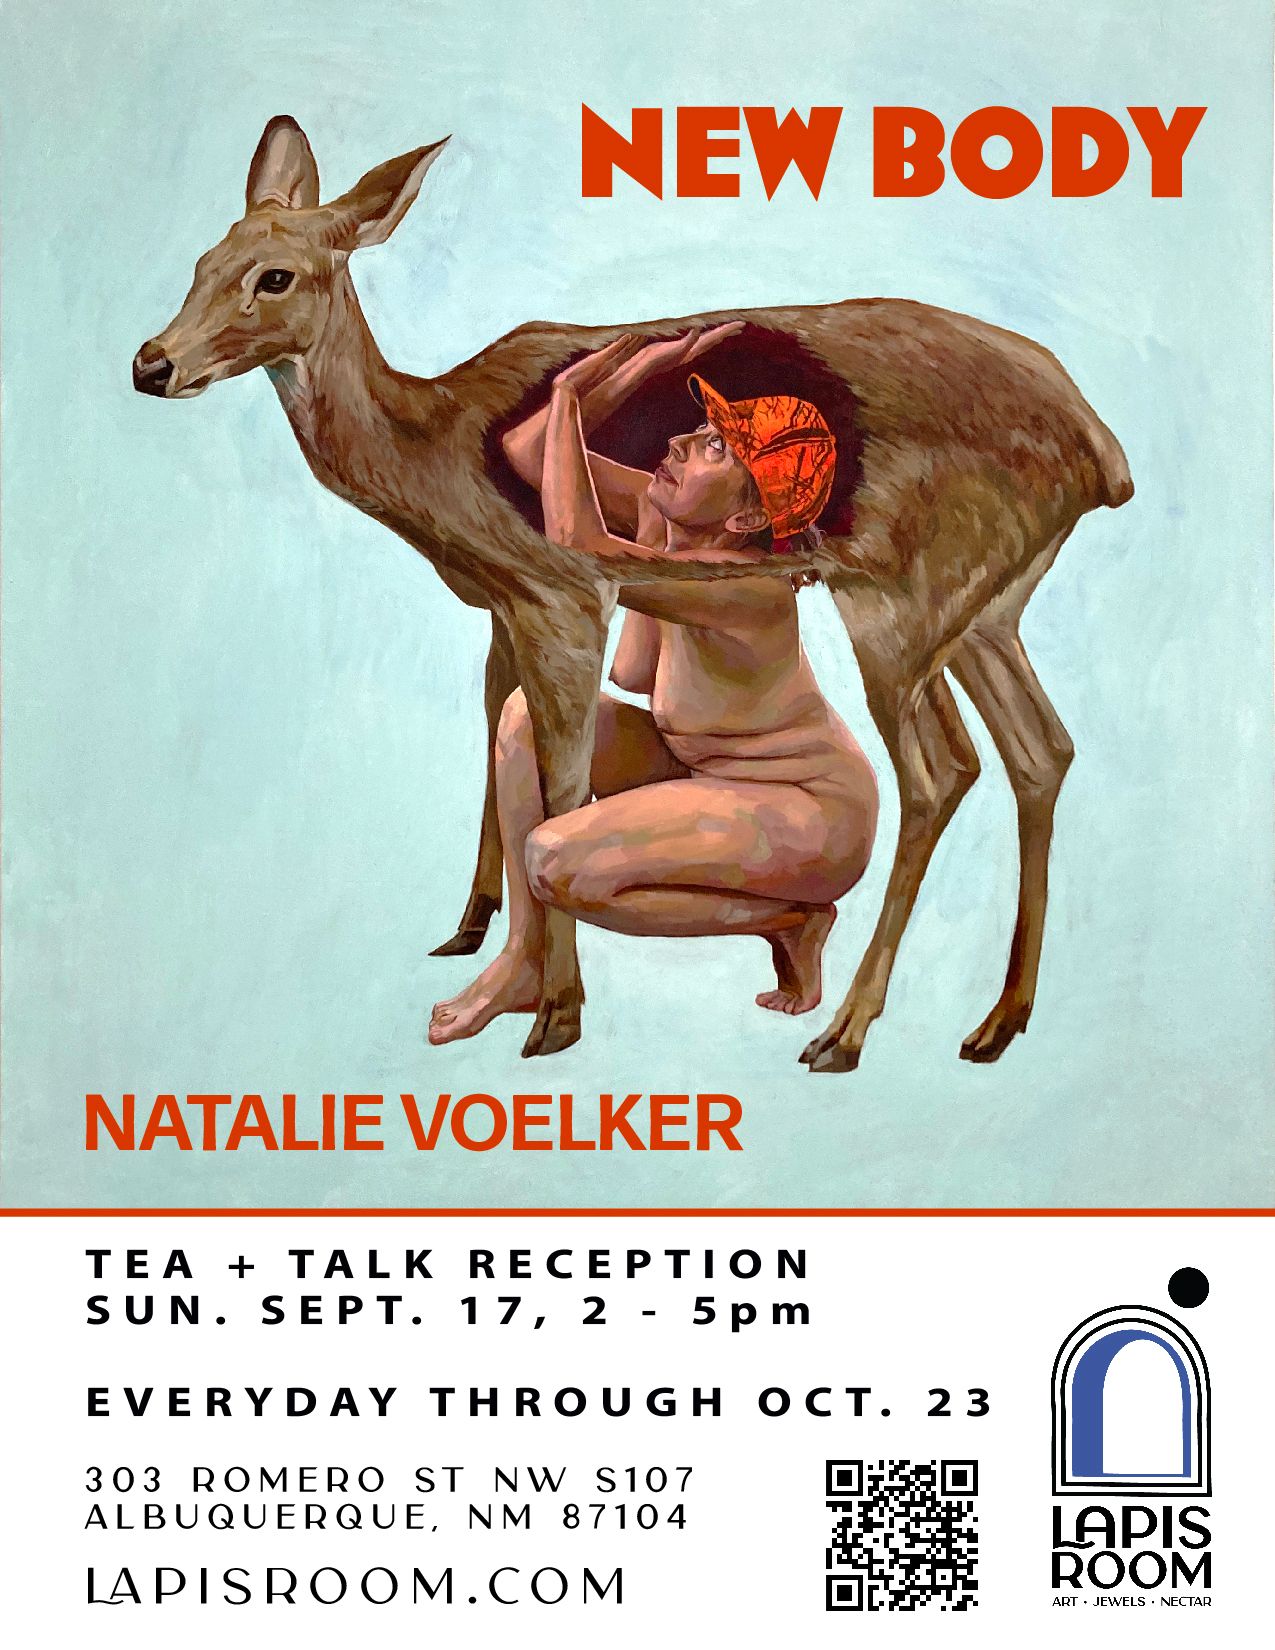 NEW BODY
NATALIE VOELKER
TEA + TALK RECEPTION
SUN. SEPT. 17, 2 - 5pm
EVERYDAY THROUGH OCT. 23
303 ROMERO ST NW S107
ALBUQUERQUE, NM 87104
LAPISROOM.COM
LAPIS
ROOM
ART • JEWELS • NECTAR